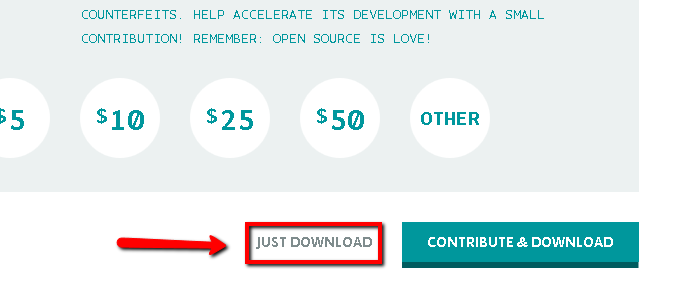 COUNTERFEITS. HELP ACCELERATE ITS DEVELOPMENT WITH A SMALL
CONTRIBUTION! REMEMBER: OPEN SOURCE IS LOVE!
$5 $10 $25 $50 OTHER
JUST DOWNLOAD CONTRIBUTE & DOWNLOAD